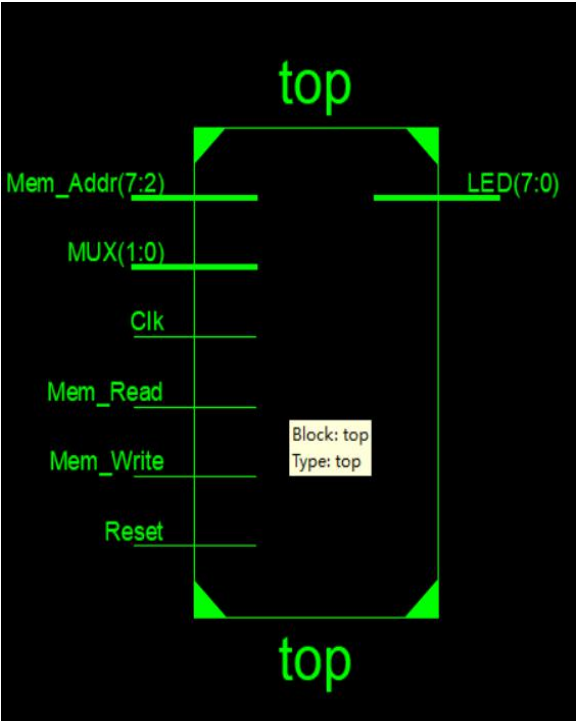 top
Mem_Addr(7:2)
LED(7:0)
MUX(1:0)
Clk
Mem_Read
Block: top
Type: top
Mem_Write
Reset
top